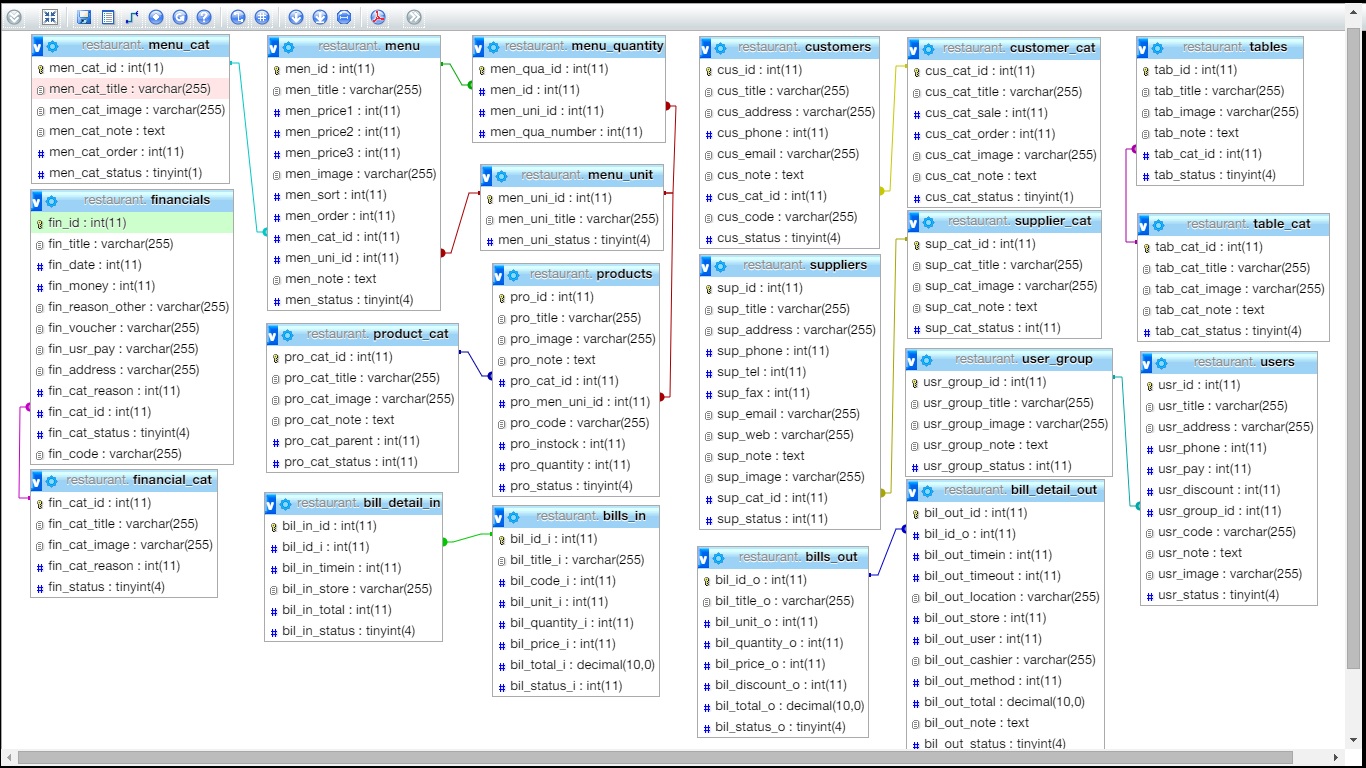 restaurant. menu_cat
men_cat_id : int(11)
men_cat_title : varchar(255)
men_cat_image : varchar(255)
men_cat_note : text
men_cat_order : int(11)
men_cat_status : tinyint(1)
restaurant. financials
fin_id : int(11)
fin_title : varchar(255)
fin_date : int(11)
fin_money : int(11)
fin_reason_other : varchar(255)
fin_voucher : varchar(255)
fin_usr_pay : varchar(255)
fin_address : varchar(255)
fin_cat_reason : int(11)
fin_cat_id : int(11)
fin_cat_status : tinyint(4)
fin_code : varchar(255)
restaurant. financial_cat
fin_cat_id : int(11)
fin_cat_title : varchar(255)
fin_cat_image : varchar(255)
fin_cat_reason : int(11)
fin_status : tinyint(4)
restaurant. menu
men_id : int(11)
men_title : varchar(255)
men_price1 : int(11)
men_price2 : int(11)
men_price3 : int(11)
men_image : varchar(255)
men_sort : int(11)
men_order : int(11)
men_cat_id : int(11)
men_uni_id : int(11)
men_note : text
men_status : tinyint(4)
restaurant. product_cat
pro_cat_id : int(11)
pro_cat_title : varchar(255)
pro_cat_image : varchar(255)
pro_cat_note : text
pro_cat_parent : int(11)
pro_cat_status : int(11)
restaurant. bill_detail_in
bil_in_id : int(11)
bil_id_i : int(11)
bil_in_timein : int(11)
bil_in_store : varchar(255)
bil_in_total : int(11)
bil_in_status : tinyint(4)
restaurant. menu_quantity
men_qua_id : int(11)
men_id : int(11)
men_uni_id : int(11)
men_qua_number : int(11)
restaurant. menu_unit
men_uni_id : int(11)
men_uni_title : varchar(255)
men_uni_status : tinyint(4)
restaurant. products
pro_id : int(11)
pro_title : varchar(255)
pro_image : varchar(255)
pro_note : text
pro_cat_id : int(11)
pro_men_uni_id : int(11)
pro_code : varchar(255)
pro_instock : int(11)
pro_quantity : int(11)
pro_status : tinyint(4)
restaurant. bills_in
bil_id_i : int(11)
bil_title_i : varchar(255)
bil_code_i : int(11)
bil_unit_i : int(11)
bil_quantity_i : int(11)
bil_price_i : int(11)
bil_total_i : decimal(10,0)
bil_status_i : int(11)
restaurant. customers
cus_id : int(11)
cus_title : varchar(255)
cus_address : varchar(255)
cus_phone : int(11)
cus_email : varchar(255)
cus_note : text
cus_cat_id : int(11)
cus_code : varchar(255)
cus_status : tinyint(4)
restaurant. suppliers
sup_id : int(11)
sup_title : varchar(255)
sup_address : varchar(255)
sup_phone : int(11)
sup_tel : int(11)
sup_fax : int(11)
sup_email : varchar(255)
sup_web : varchar(255)
sup_note : text
sup_image : varchar(255)
sup_cat_id : int(11)
sup_status : int(11)
restaurant. bills_out
bil_id_o : int(11)
bil_title_o : varchar(255)
bil_unit_o : int(11)
bil_quantity_o : int(11)
bil_price_o : int(11)
bil_discount_o : int(11)
bil_total_o : decimal(10,0)
bil_status_o : tinyint(4)
restaurant. customer_cat
cus_cat_id : int(11)
cus_cat_title : varchar(255)
cus_cat_sale : int(11)
cus_cat_order : int(11)
cus_cat_image : varchar(255)
cus_cat_note : text
cus_cat_status : tinyint(1)
restaurant. supplier_cat
sup_cat_id : int(11)
sup_cat_title : varchar(255)
sup_cat_image : varchar(255)
sup_cat_note : text
sup_cat_status : int(11)
restaurant. user_group
usr_group_id : int(11)
usr_group_title : varchar(255)
usr_group_image : varchar(255)
usr_group_note : text
usr_group_status : int(11)
restaurant. bill_detail_out
bil_out_id : int(11)
bil_id_o : int(11)
bil_out_timein : int(11)
bil_out_timeout : int(11)
bil_out_location : varchar(255)
bil_out_store : int(11)
bil_out_user : int(11)
bil_out_cashier : varchar(255)
bil_out_method : int(11)
bil_out_total : decimal(10,0)
bil_out_note : text
bil_out_status : tinyint(4)
restaurant. tables
tab_id : int(11)
tab_title : varchar(255)
tab_image : varchar(255)
tab_note : text
tab_cat_id : int(11)
tab_status : tinyint(4)
restaurant. table_cat
tab_cat_id : int(11)
tab_cat_title : varchar(255)
tab_cat_image : varchar(255)
tab_cat_note : text
tab_cat_status : tinyint(4)
restaurant. users
usr_id : int(11)
usr_title : varchar(255)
usr_address : varchar(255)
usr_phone : int(11)
usr_pay : int(11)
usr_discount : int(11)
usr_group_id : int(11)
usr_code : varchar(255)
usr_note : text
usr_image : varchar(255)
usr_status : tinyint(4)